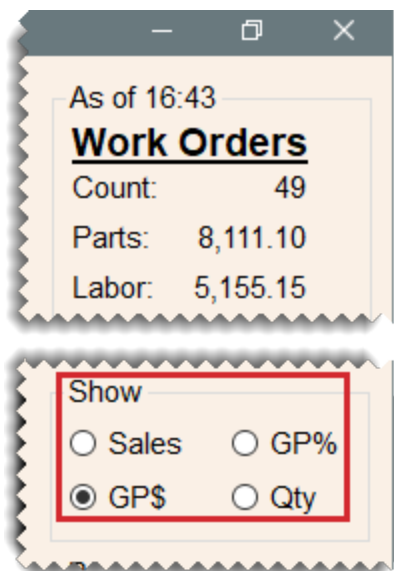 As of 16:43
Work Orders
Count: 49
Parts: 8,111.10
Labor: 5,155.15
Show
Sales GP%
GP$ Qty